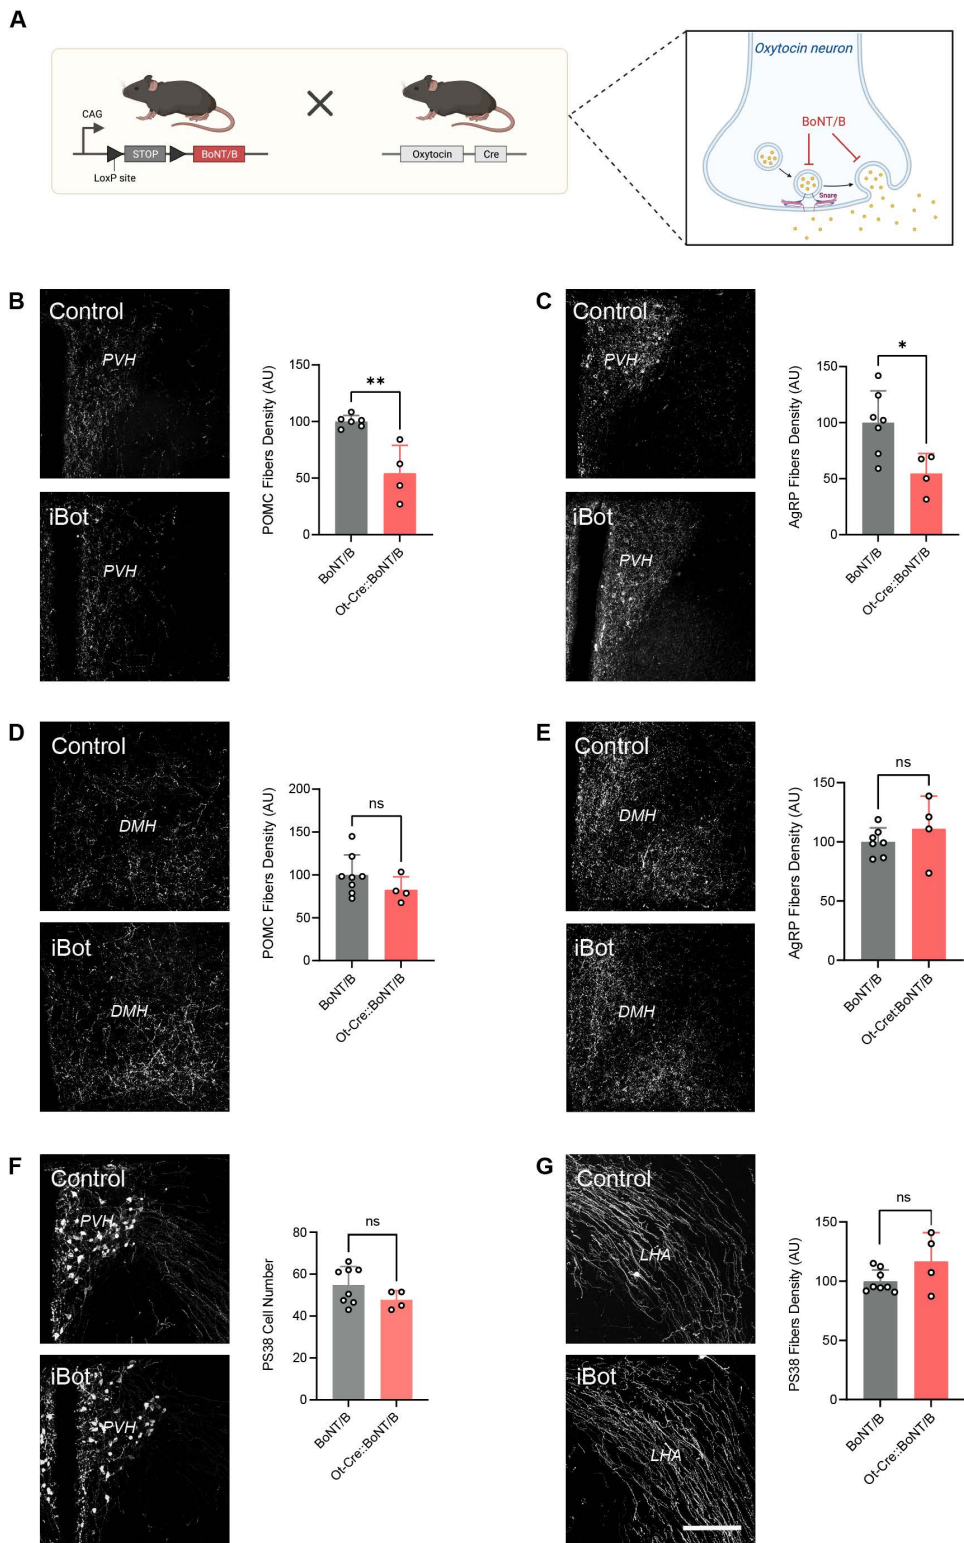 A
CAG
STOP
BoNT/B
LoxP site
Oxytocin
Cre
Oxytocin neuron
BoNT/B
Snare
B
Control
PVH
iBot
PVH
POMC Fibers Density (AU)
150
100
50
0
**
BoNT/B
Ot-Cre::BoNT/B
C
Control
PVH
iBot
PVH
AgRP Fibers Density (AU)
150
100
50
0
*
BoNT/B
Ot-Cre::BoNT/B
D
Control
DMH
iBot
DMH
POMC Fibers Density (AU)
200
150
100
50
0
ns
BoNT/B
Ot-Cre::BoNT/B
E
Control
DMH
iBot
DMH
AgRP Fibers Density (AU)
150
100
50
0
ns
BoNT/B
Ot-Cret:BoNT/B
F
Control
PVH
iBot
PVH
PS38 Cell Number
80
60
40
20
0
ns
BoNT/B
Ot-Cre::BoNT/B
G
Control
LHA
iBot
LHA
PS38 Fibers Density (AU)
150
100
50
0
ns
BoNT/B
Ot-Cre::BoNT/B